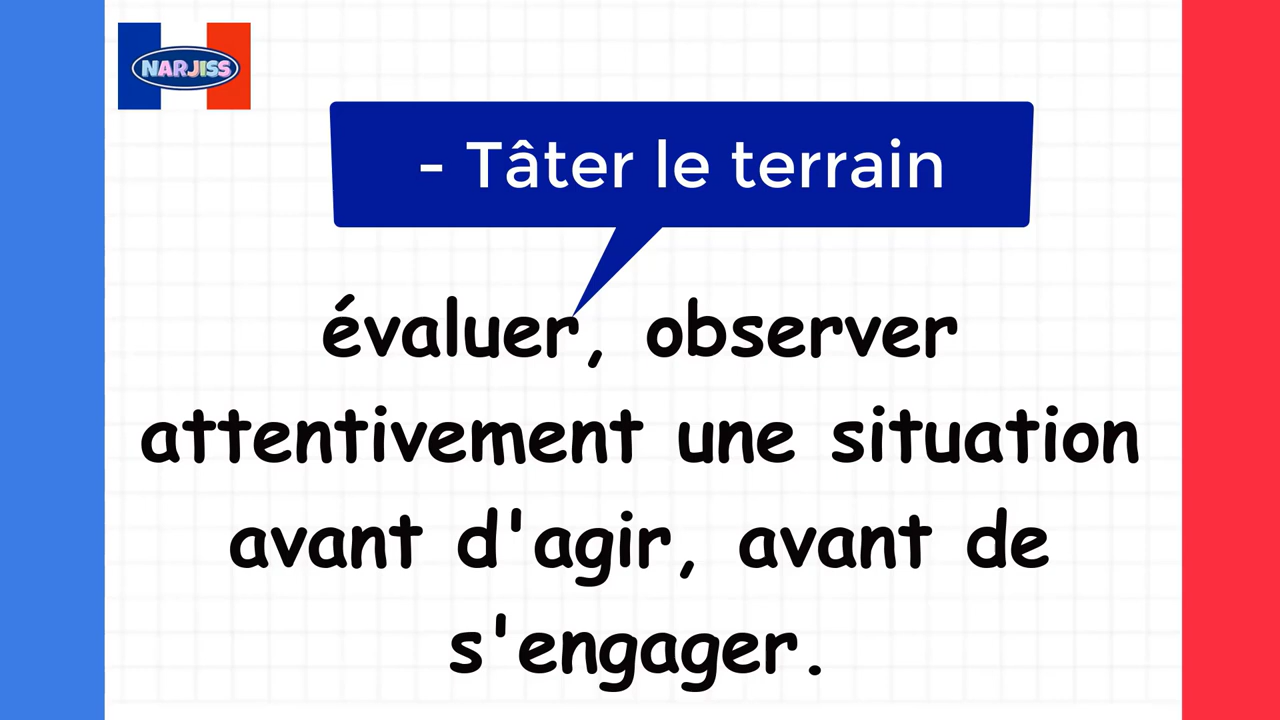 NARJISS
- Tâter le terrain
évaluer, observer
attentivement une situation
avant d'agir, avant de
s'engager.